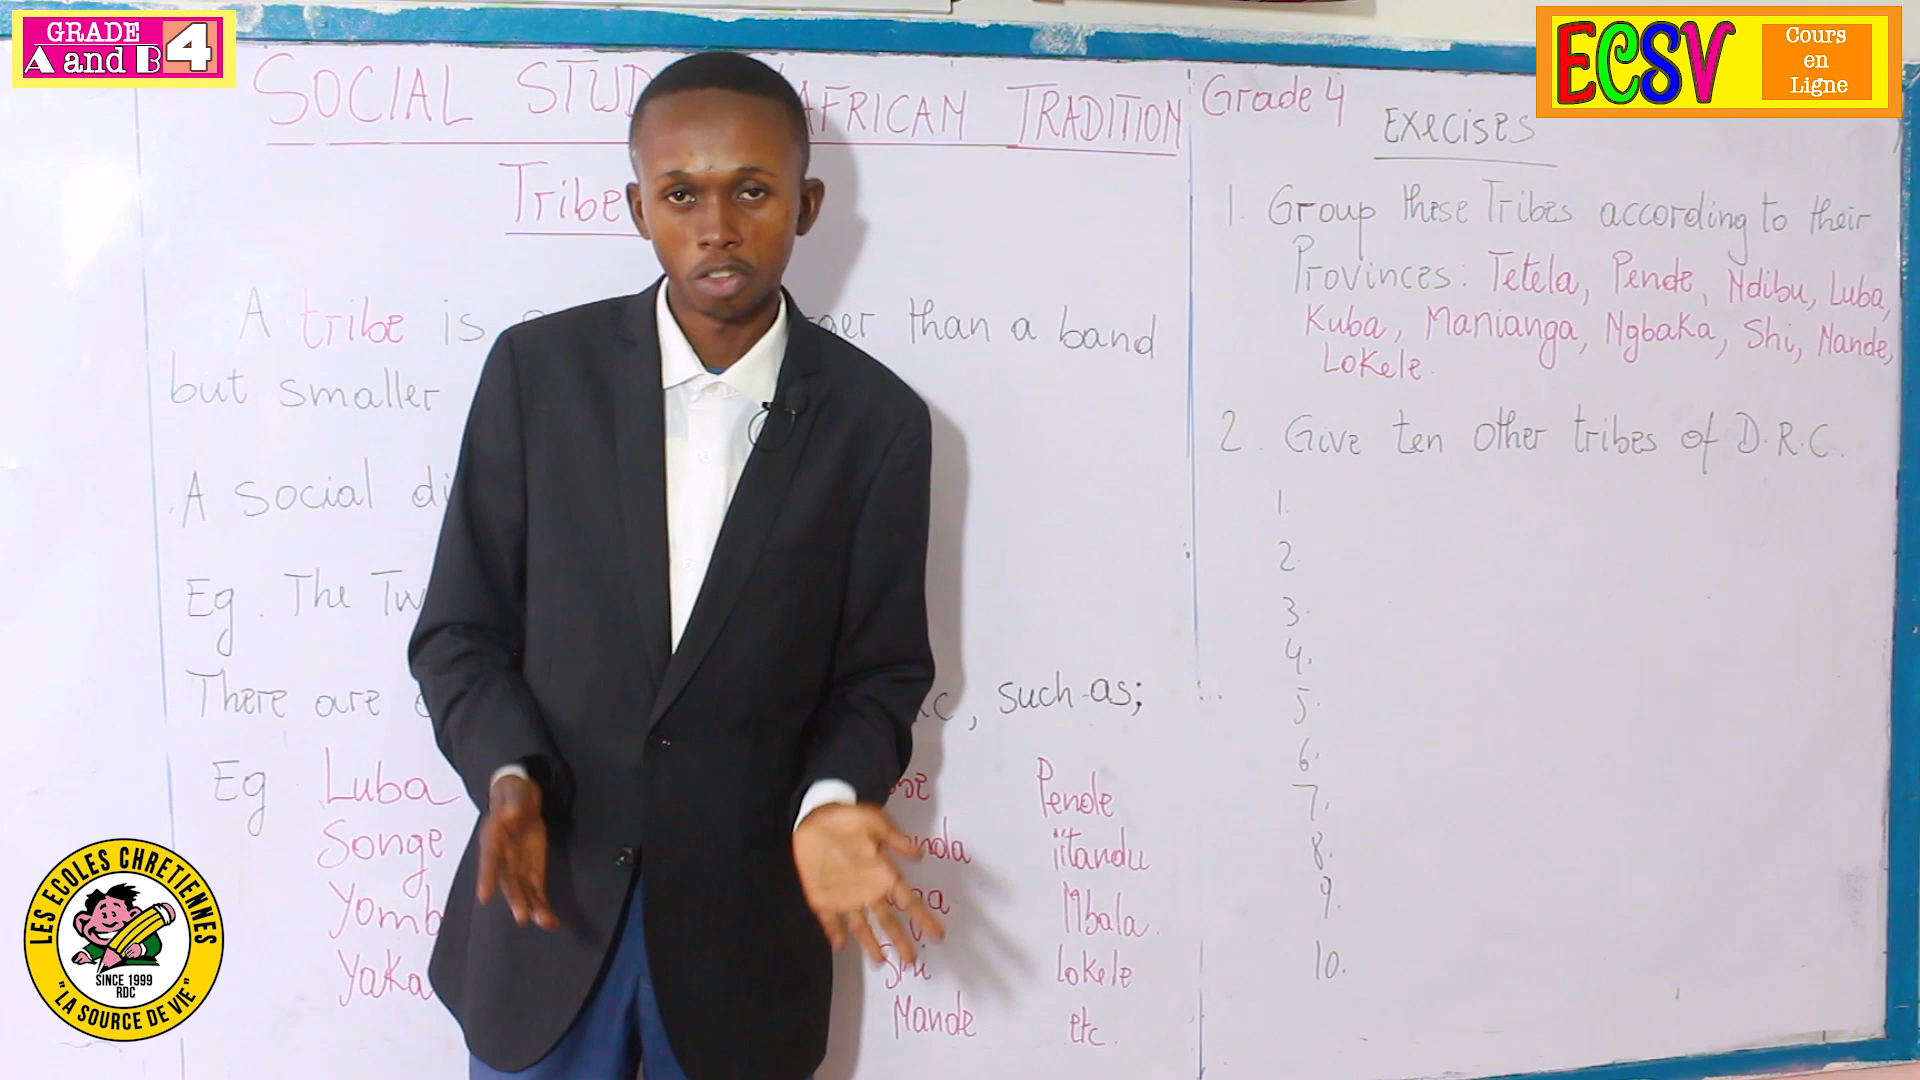 GRADE
A and B 4
ECSV
Cours
en
Ligne
SOCIAL AFRICAN TRADITION Grade 4
Tribe
A tribe is than a band
but smaller
A social
Eg. The
There are such as;
Eg Luba Pende
Songe iitandu
Mbala.
Yaka Shi Lokele
Nande etc.
Execises
1. Group these Tribes according to their
Provinces: Tetela, Pende, Ndibu, Luba,
Kuba, Manianga, Ngbaka, Shi, Nande,
Lokele.
2. Give ten other tribes of D.R.C.
1.
2.
3.
4.
5.
6.
7.
8.
9.
10.
LES ECOLES CHRETIENNES
SINCE 1999
RDC
"LA SOURCE DE VIE"